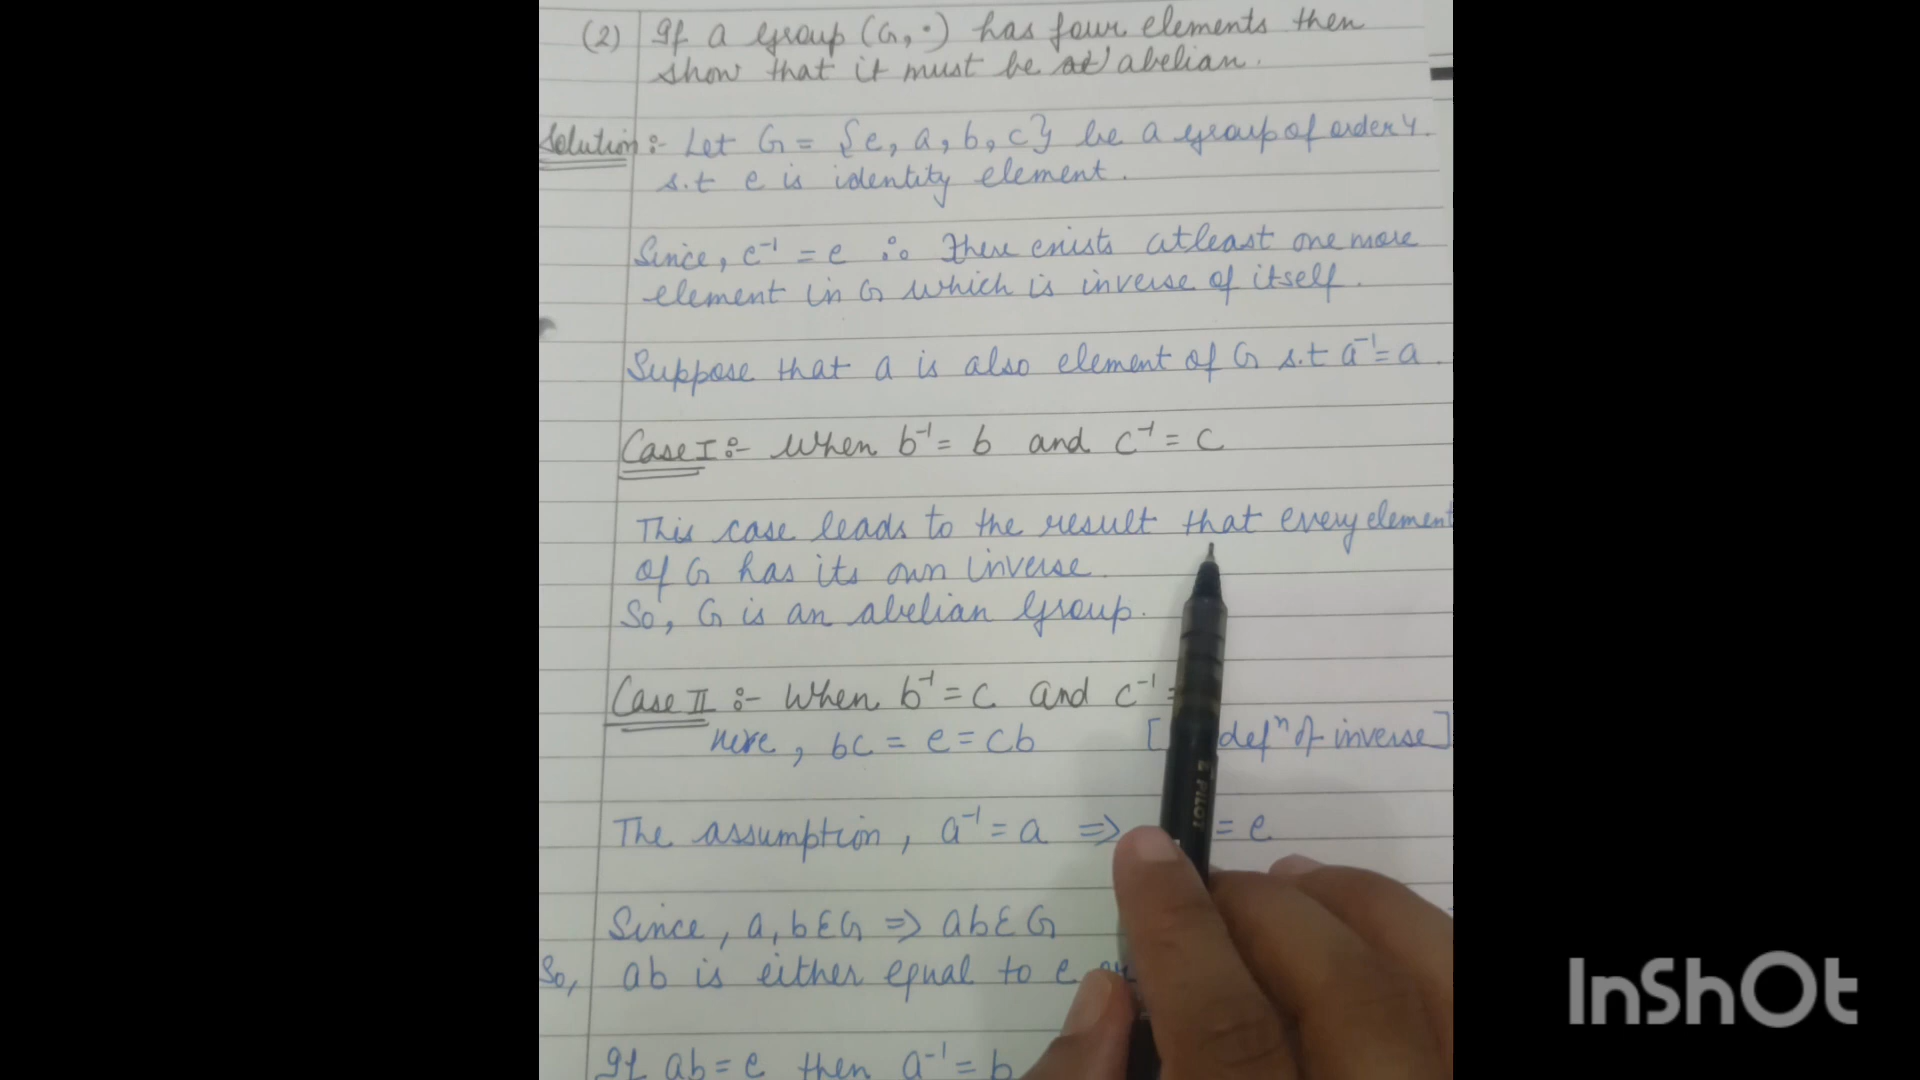 (2) If a group (G, ·) has four elements then
show that it must be abelian.
Solution :- Let G = {e, a, b, c} be a group of order 4.
s.t e is identity element.
Since, e⁻¹ = e ∴ There exists atleast one more
element in G which is inverse of itself.
Suppose that a is also element of G s.t a⁻¹ = a.
Case I :- When b⁻¹ = b and c⁻¹ = c
This case leads to the result that every element
of G has its own inverse.
So, G is an abelian group.
Case II :- When b⁻¹ = c and c⁻¹ =
here, bc = e = cb [ defⁿ of inverse]
The assumption, a⁻¹ = a ⇒ = e
Since, a, b ∈ G ⇒ ab ∈ G
So, ab is either equal to e or
If ab = e then a⁻¹ = b
PILOT
InShOt